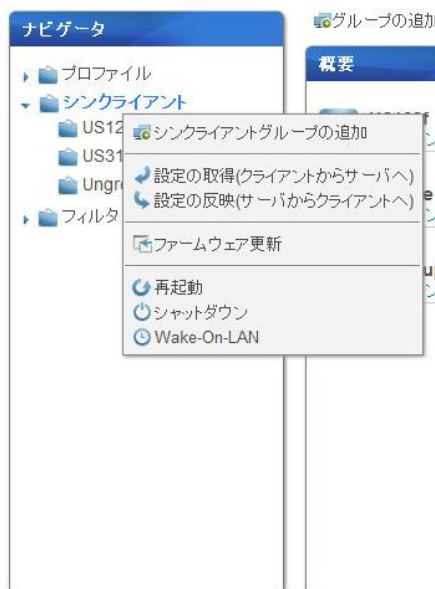 ナビゲータ
グループの追加
概要
プロファイル
シンクライアント
US12
US31
Ungr
フィルタ
シンクライアントグループの追加
設定の取得(クライアントからサーバへ)
設定の反映(サーバからクライアントへ)
ファームウェア更新
再起動
シャットダウン
Wake-On-LAN